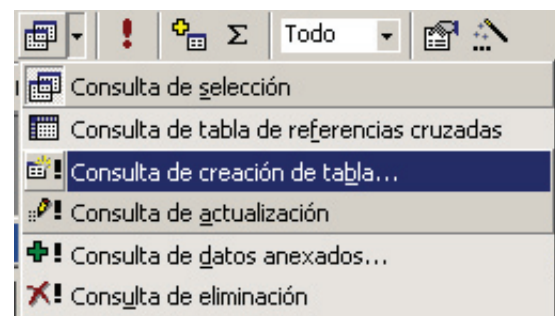 Todo
Consulta de selección
Consulta de tabla de referencias cruzadas
Consulta de creación de tabla...
Consulta de actualización
Consulta de datos anexados...
Consulta de eliminación